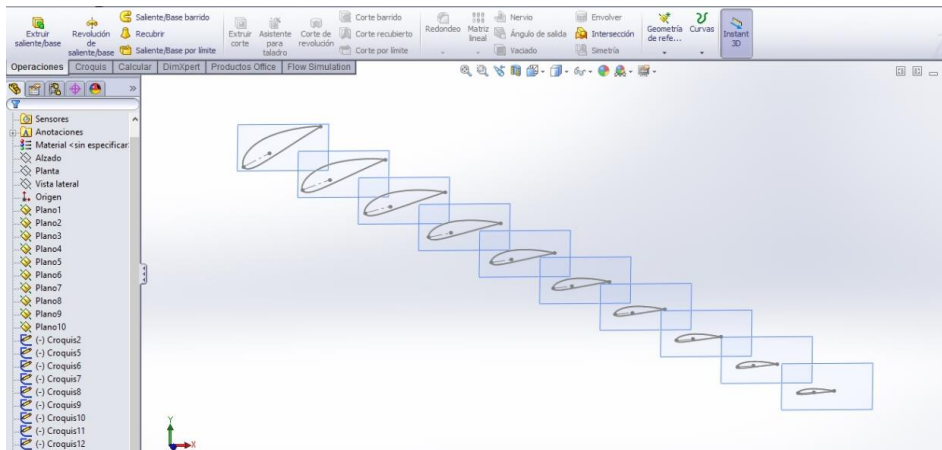 Extruir saliente/base
Revolución de saliente/base
Saliente/Base barrido
Recubrir
Saliente/Base por límite
Extruir corte
Asistente para taladro
Corte de revolución
Corte barrido
Corte recubierto
Corte por límite
Redondeo
Matriz lineal
Nervio
Ángulo de salida
Vaciado
Envolver
Intersección
Simetría
Geometría de refe...
Curvas
Instant 3D
Operaciones
Croquis
Calcular
DimXpert
Productos Office
Flow Simulation
Sensores
Anotaciones
Material <sin especificar
Alzado
Planta
Vista lateral
Origen
Plano1
Plano2
Plano3
Plano4
Plano5
Plano6
Plano7
Plano8
Plano9
Plano10
(-) Croquis2
(-) Croquis5
(-) Croquis6
(-) Croquis7
(-) Croquis8
(-) Croquis9
(-) Croquis10
(-) Croquis11
(-) Croquis12
Y
X